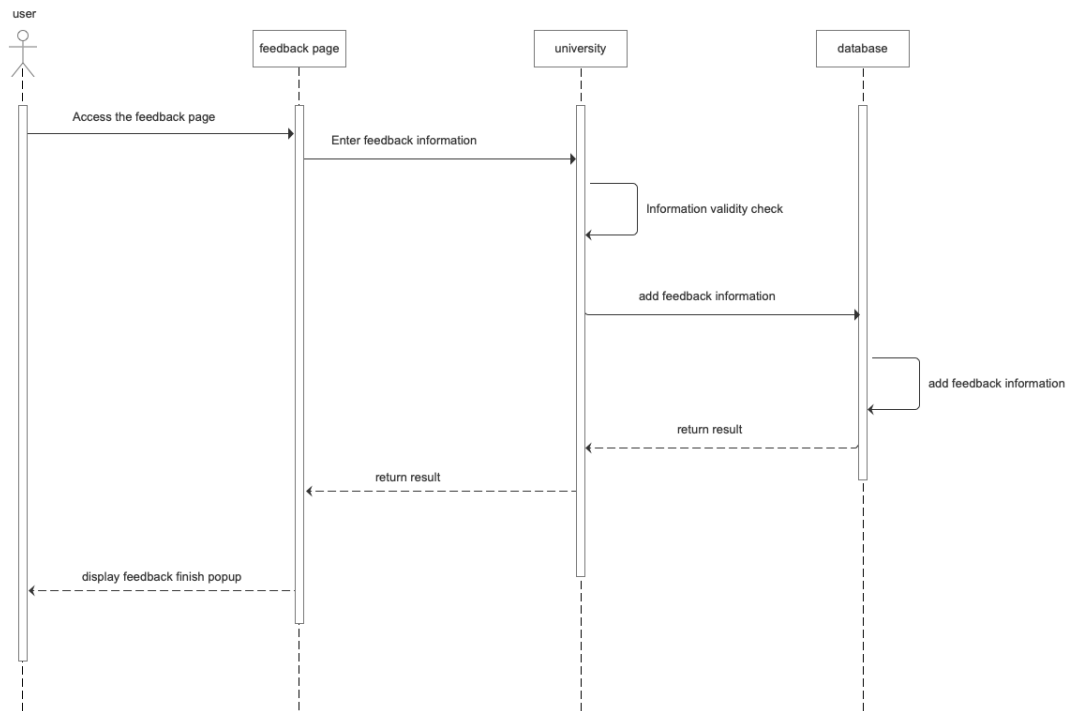 user
feedback page
university
database
Access the feedback page
Enter feedback information
Information validity check
add feedback information
add feedback information
return result
return result
display feedback finish popup